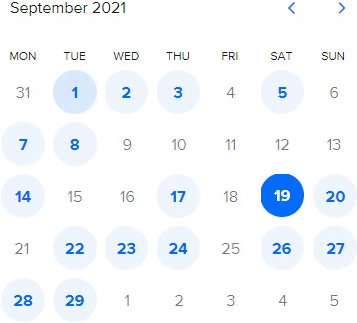 September 2021
MON TUE WED THU FRI SAT SUN
31 1 2 3 4 5 6
7 8 9 10 11 12 13
14 15 16 17 18 19 20
21 22 23 24 25 26 27
28 29 1 2 3 4 5